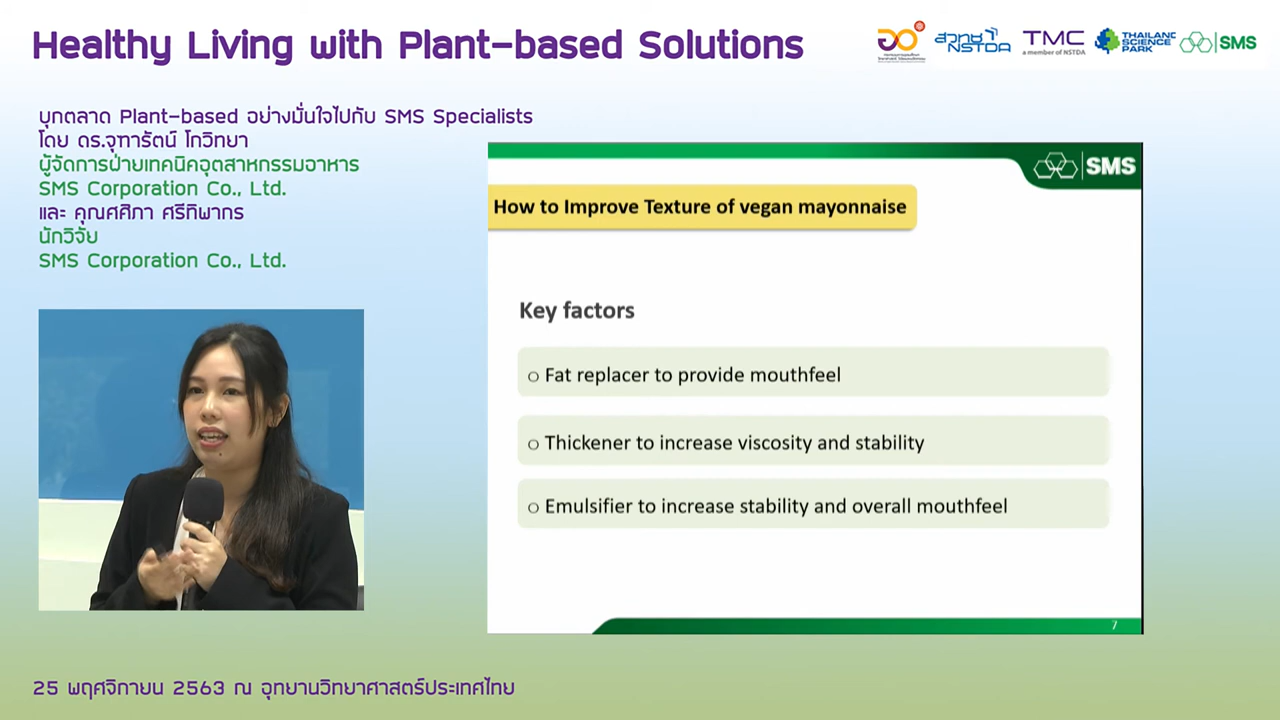 Healthy Living with Plant-based Solutions
สวทช
NSTDA
TMC
a member of NSTDA
THAILAND
SCIENCE
PARK
SMS
บุกตลาด Plant-based อย่างมั่นใจไปกับ SMS Specialists
โดย ดร.จุฑารัตน์ โกวิทยา
ผู้จัดการฝ่ายเทคนิคอุตสาหกรรมอาหาร
SMS Corporation Co., Ltd.
และ คุณศศิภา ศรีทิพากร
นักวิจัย
SMS Corporation Co., Ltd.
SMS
How to Improve Texture of vegan mayonnaise
Key factors
○ Fat replacer to provide mouthfeel
○ Thickener to increase viscosity and stability
○ Emulsifier to increase stability and overall mouthfeel
7
25 พฤศจิกายน 2563 ณ อุทยานวิทยาศาสตร์ประเทศไทย